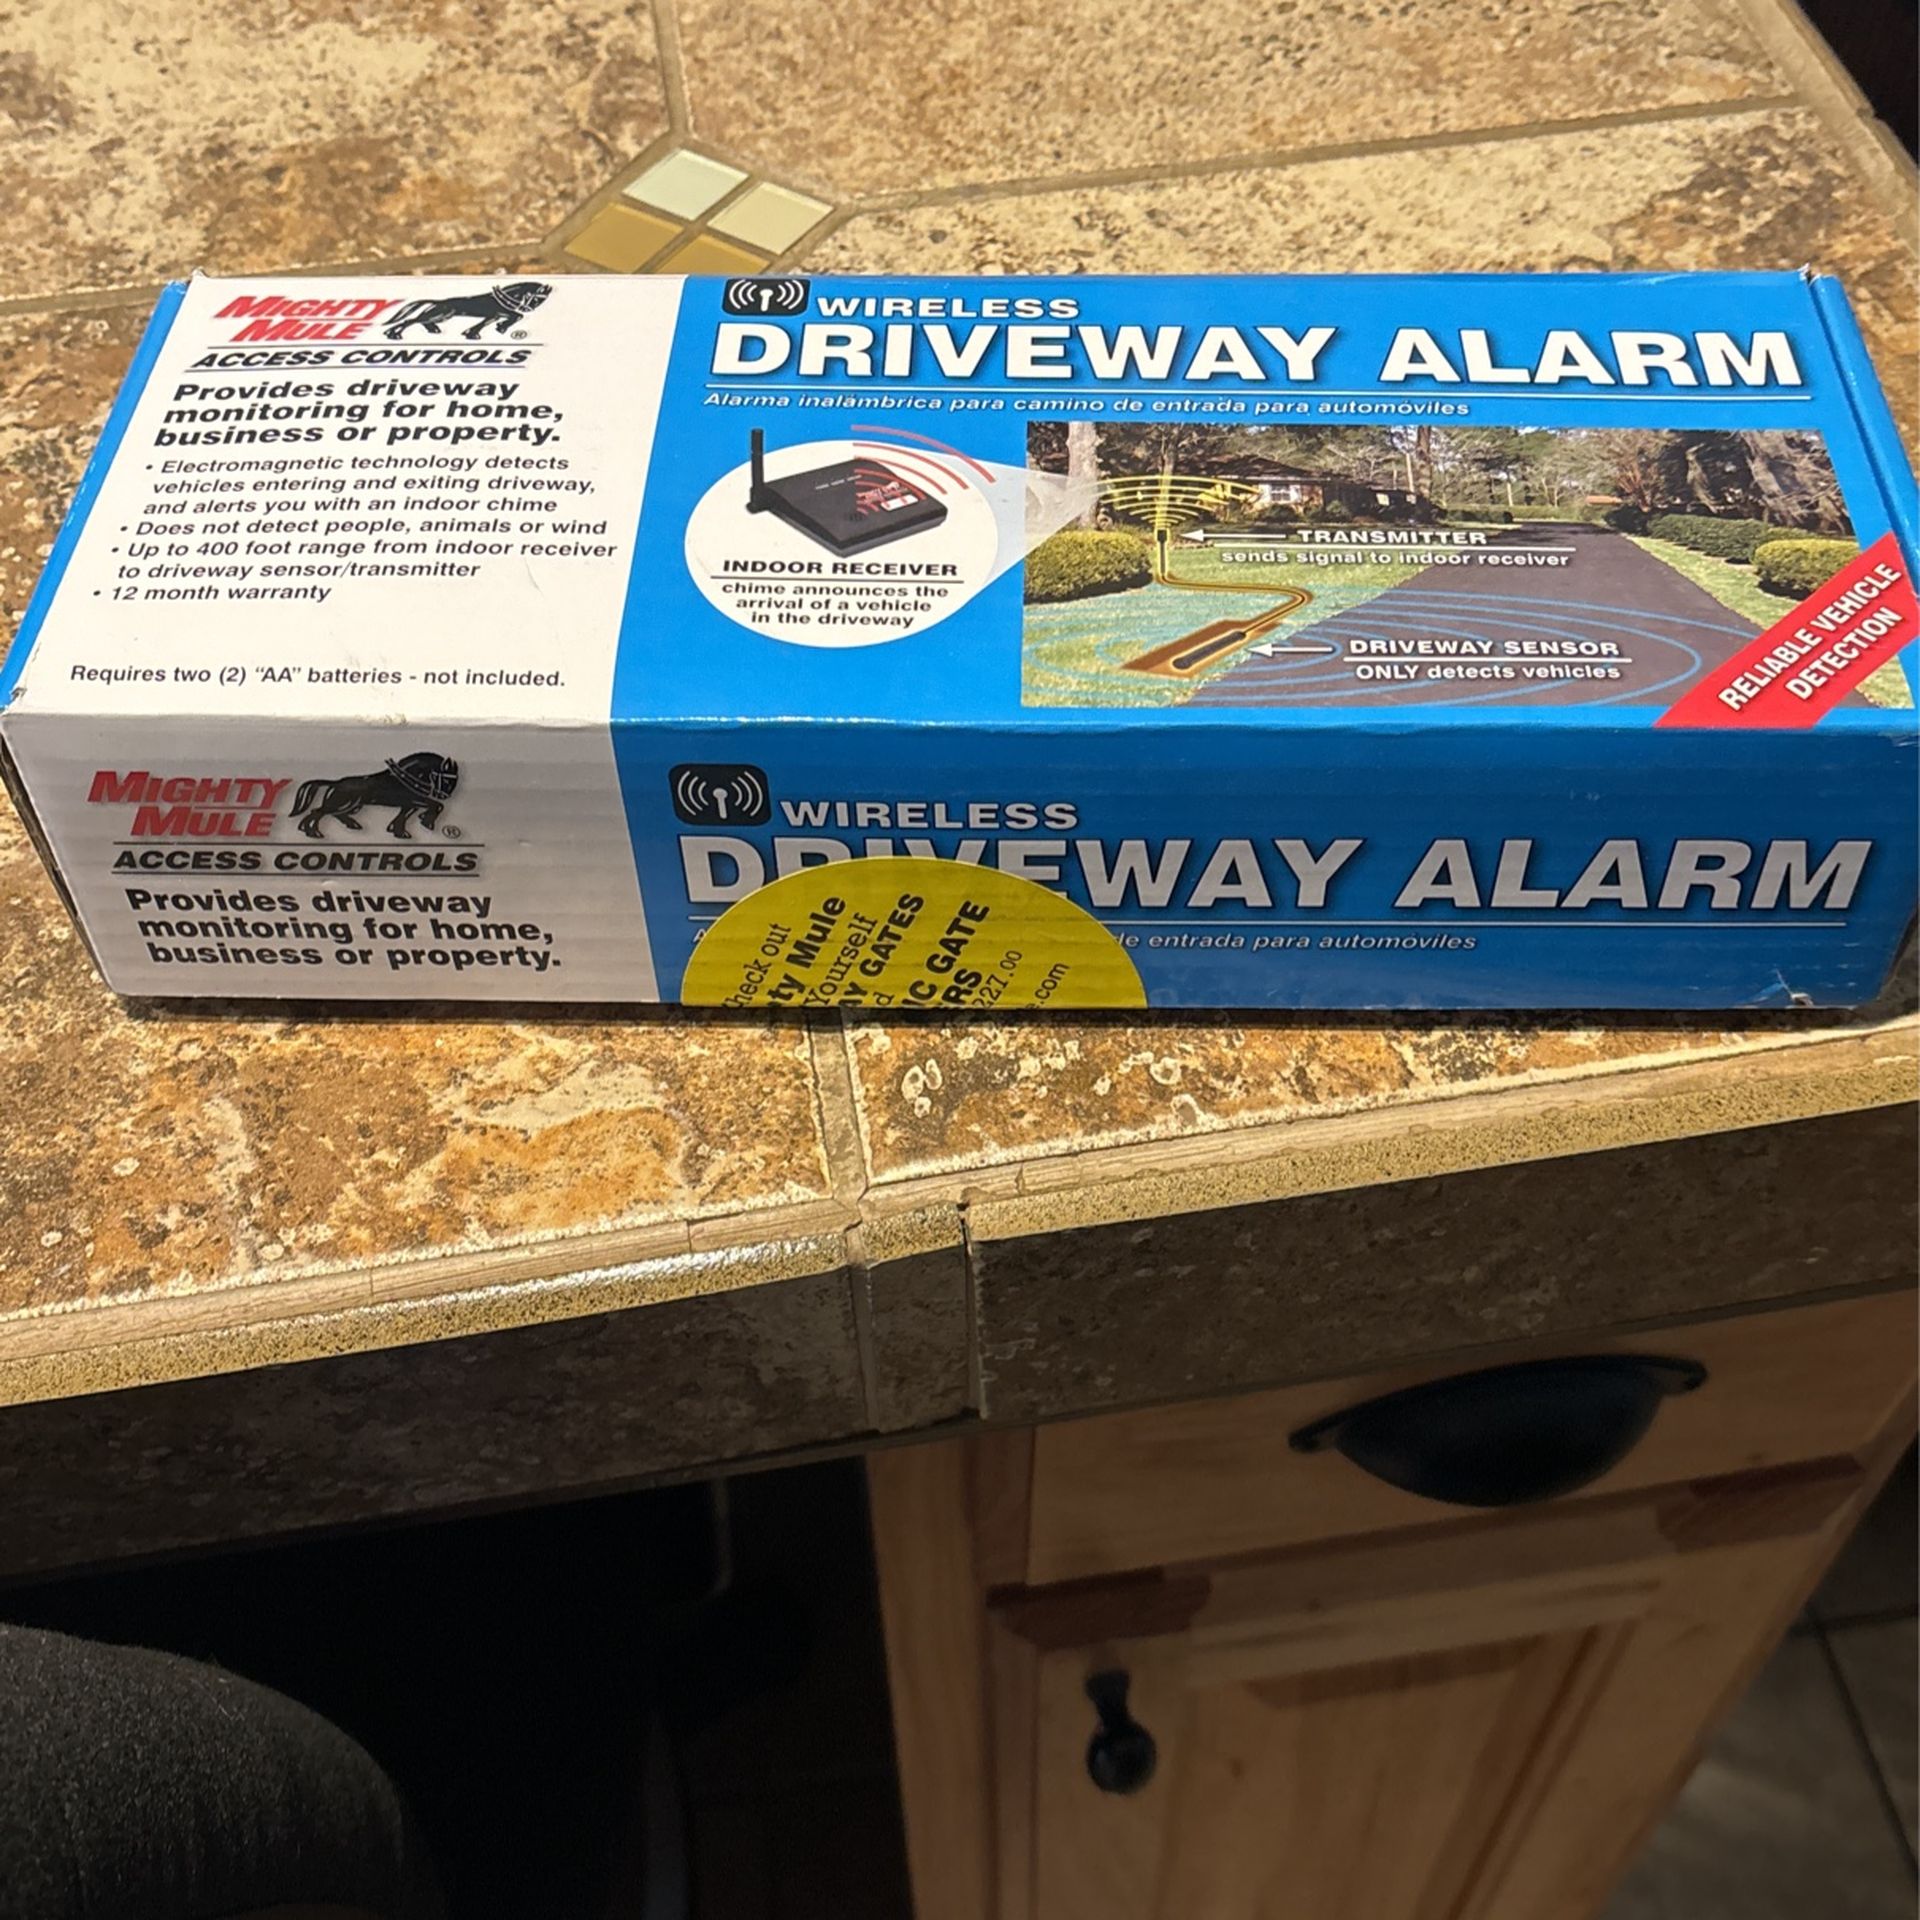 MIGHTY
MULE
®
ACCESS CONTROLS
Provides driveway
monitoring for home,
business or property.
• Electromagnetic technology detects
vehicles entering and exiting driveway,
and alerts you with an indoor chime
• Does not detect people, animals or wind
• Up to 400 foot range from indoor receiver
to driveway sensor/transmitter
• 12 month warranty
Requires two (2) “AA” batteries - not included.
WIRELESS
DRIVEWAY ALARM
Alarma inalámbrica para camino de entrada para automóviles
INDOOR RECEIVER
chime announces the
arrival of a vehicle
in the driveway
TRANSMITTER
sends signal to indoor receiver
DRIVEWAY SENSOR
ONLY detects vehicles
RELIABLE VEHICLE
DETECTION
MIGHTY
MULE
®
ACCESS CONTROLS
Provides driveway
monitoring for home,
business or property.
WIRELESS
DRIVEWAY ALARM
entrada para automóviles
out
Mule
Yourself
GATES
GATE
.com